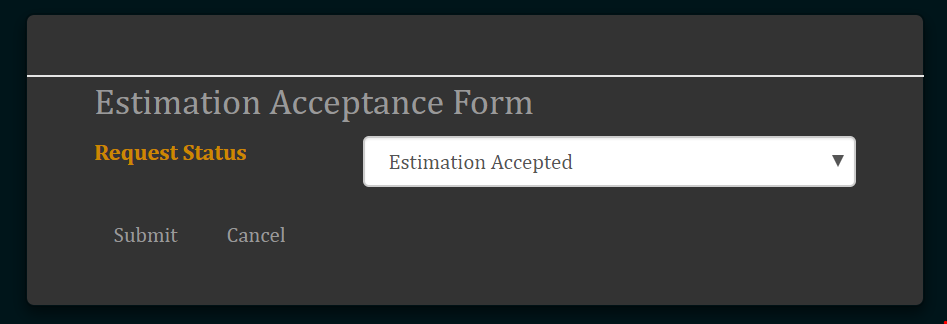 Estimation Acceptance Form
Request Status
Estimation Accepted
Submit Cancel